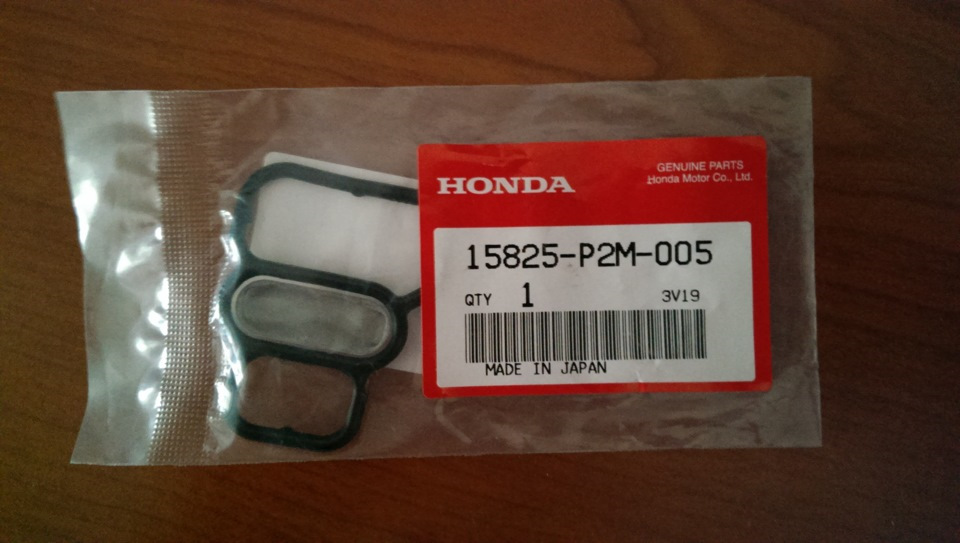 HONDA
GENUINE PARTS
Honda Motor Co., Ltd.
15825-P2M-005
QTY 1 3V19
MADE IN JAPAN